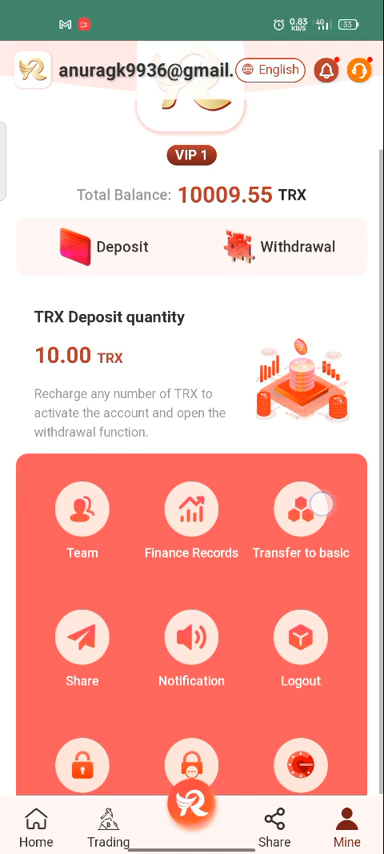 0.83
KB/S
4G
53
anuragk9936@gmail.
English
VIP 1
Total Balance: 10009.55 TRX
Deposit
Withdrawal
TRX Deposit quantity
10.00 TRX
Recharge any number of TRX to
activate the account and open the
withdrawal function.
Team
Finance Records
Transfer to basic
Share
Notification
Logout
Home
Trading
Share
Mine